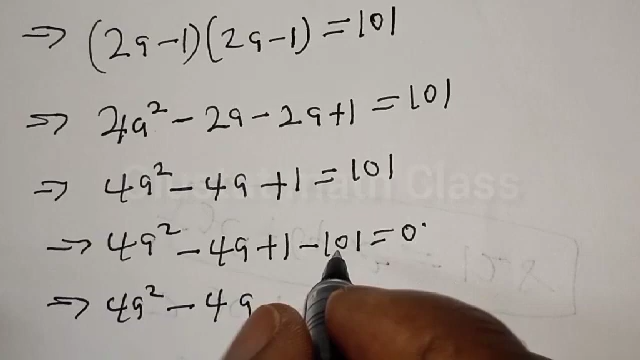 ⇒ (2a-1)(2a-1) = 101
⇒ 4a² - 2a - 2a + 1 = 101
⇒ 4a² - 4a + 1 = 101
⇒ 4a² - 4a + 1 - 101 = 0
⇒ 4a² - 4a
Class